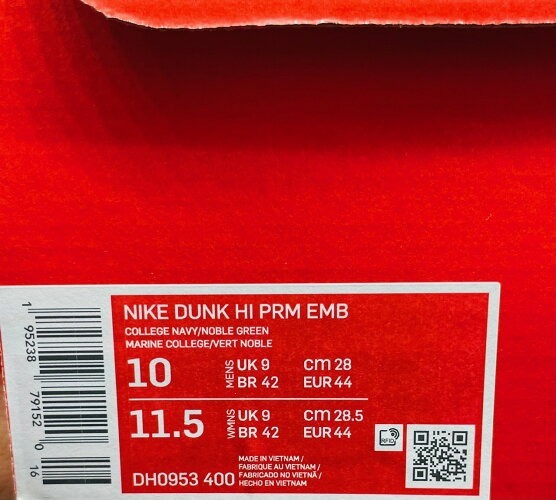 NIKE DUNK HI PRM EMB
COLLEGE NAVY/NOBLE GREEN
MARINE COLLEGE/VERT NOBLE
10 MENS UK 9 CM 28
BR 42 EUR 44
11.5 WMNS UK 9 CM 28.5
BR 42 EUR 44
RFID
DH0953 400 MADE IN VIETNAM /
FABRIQUE AU VIETNAM /
FABRICADO NO VIETNÃ /
HECHO EN VIETNAM
1 95238 79152 0 16